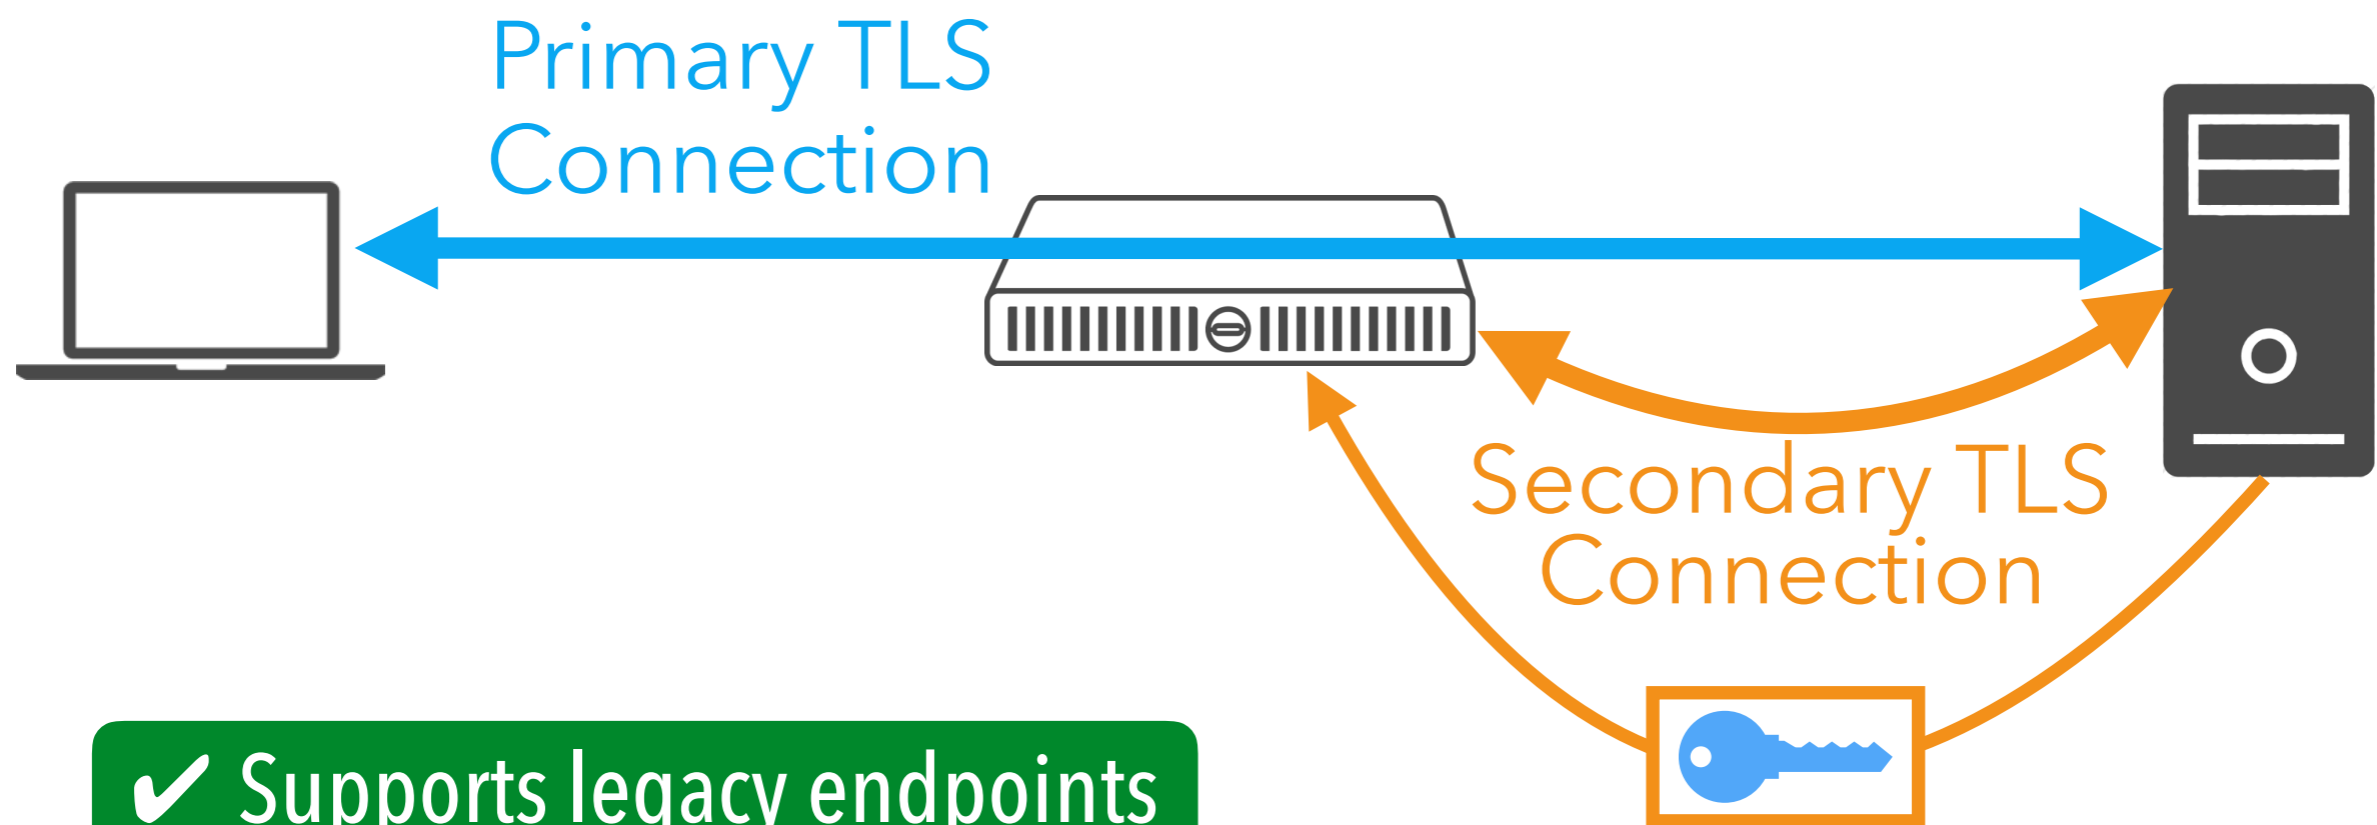 Primary TLS
Connection
Secondary TLS
Connection
✔ Supports legacy endpoints